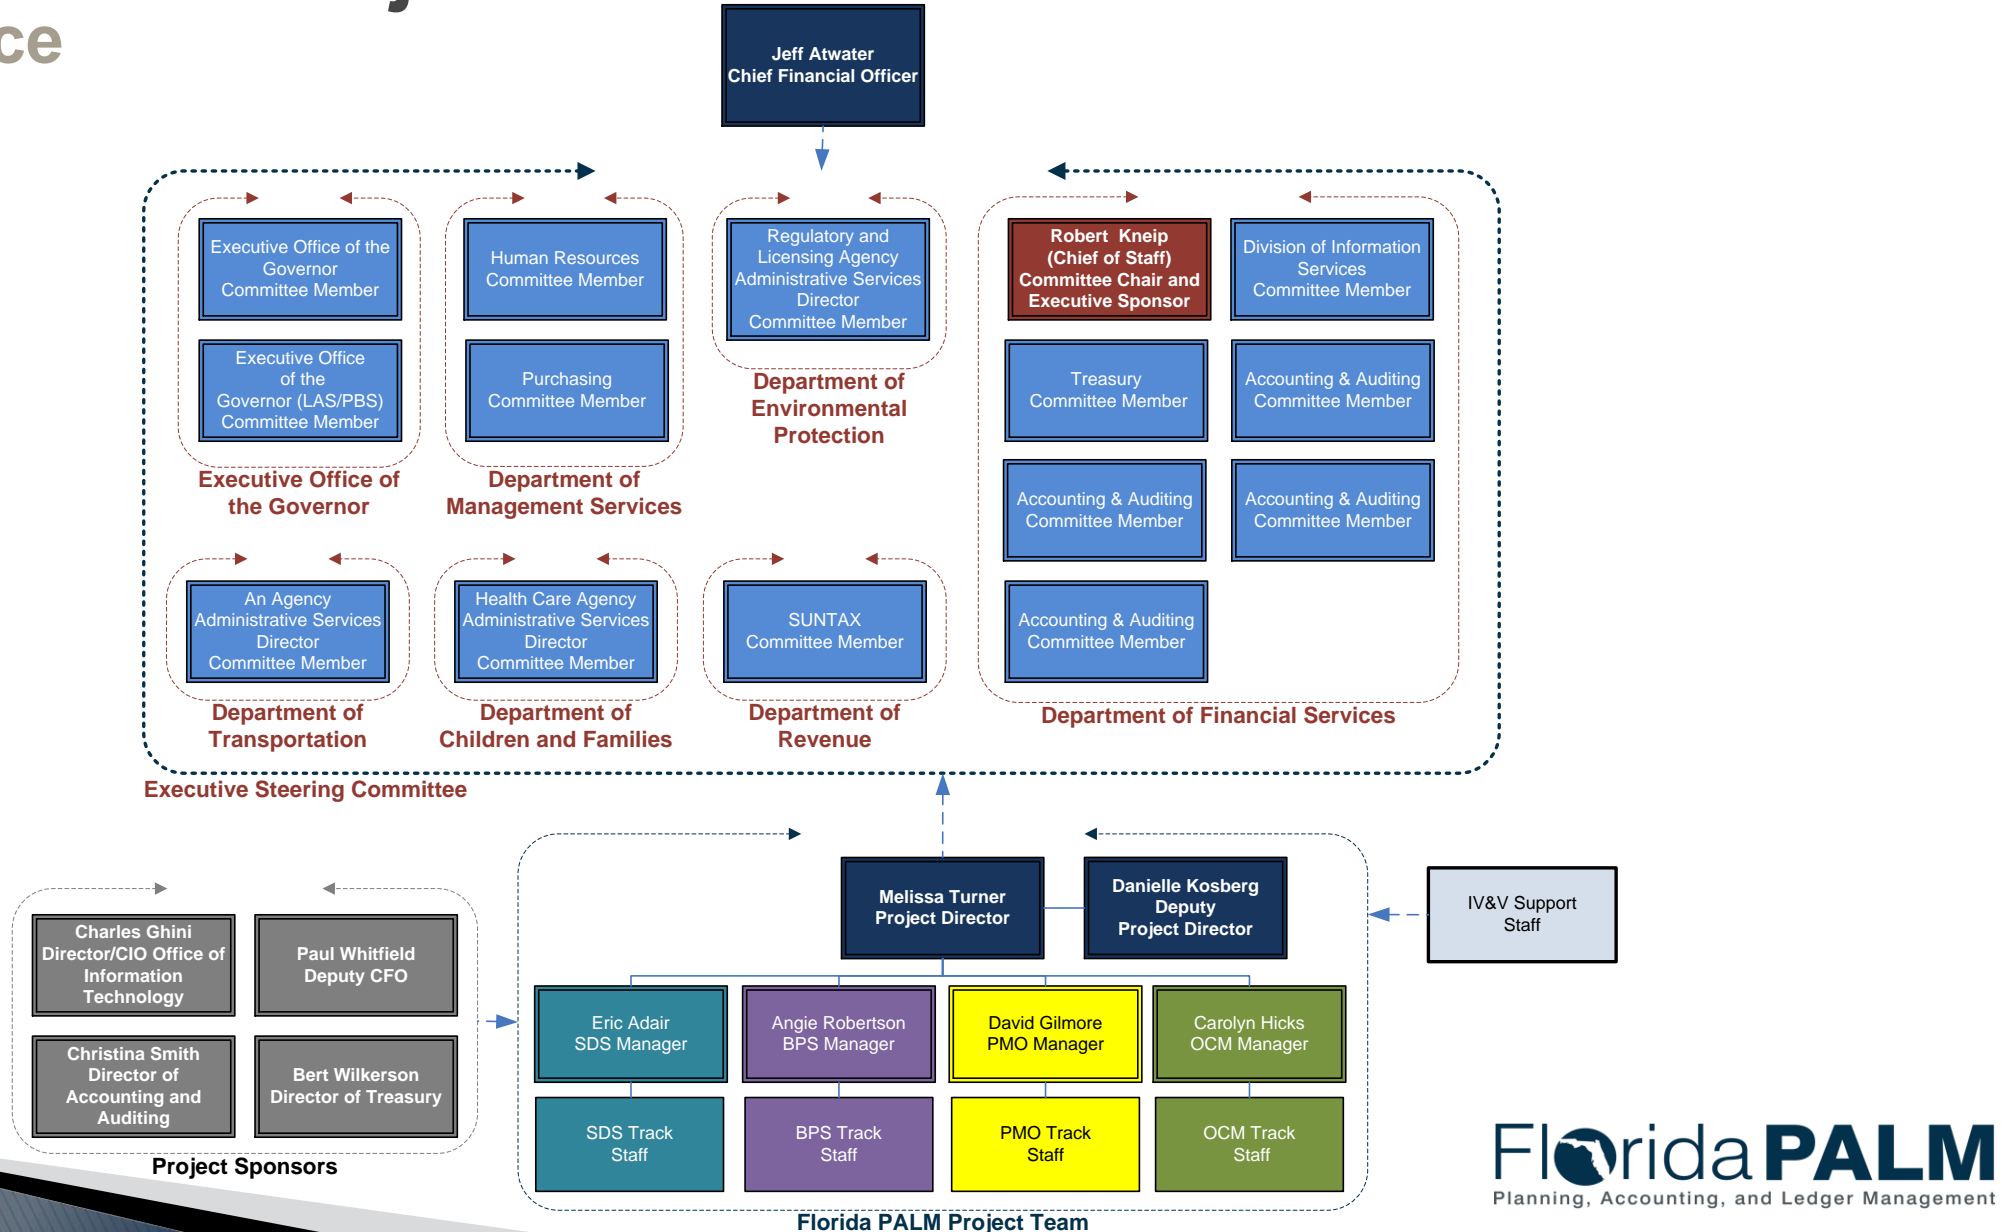 ce
Jeff Atwater
Chief Financial Officer
Executive Office of the
Governor
Committee Member
Executive Office
of the
Governor (LAS/PBS)
Committee Member
Executive Office of
the Governor
Human Resources
Committee Member
Purchasing
Committee Member
Department of
Management Services
Regulatory and
Licensing Agency
Administrative Services
Director
Committee Member
Department of
Environmental
Protection
Robert Kneip
(Chief of Staff)
Committee Chair and
Executive Sponsor
Division of Information
Services
Committee Member
Treasury
Committee Member
Accounting & Auditing
Committee Member
Accounting & Auditing
Committee Member
Accounting & Auditing
Committee Member
Accounting & Auditing
Committee Member
Department of Financial Services
An Agency
Administrative Services
Director
Committee Member
Department of
Transportation
Health Care Agency
Administrative Services
Director
Committee Member
Department of
Children and Families
SUNTAX
Committee Member
Department of
Revenue
Executive Steering Committee
Melissa Turner
Project Director
Danielle Kosberg
Deputy
Project Director
IV&V Support
Staff
Charles Ghini
Director/CIO Office of
Information
Technology
Paul Whitfield
Deputy CFO
Christina Smith
Director of
Accounting and
Auditing
Bert Wilkerson
Director of Treasury
Project Sponsors
Eric Adair
SDS Manager
Angie Robertson
BPS Manager
David Gilmore
PMO Manager
Carolyn Hicks
OCM Manager
SDS Track
Staff
BPS Track
Staff
PMO Track
Staff
OCM Track
Staff
Florida PALM Project Team
Florida PALM
Planning, Accounting, and Ledger Management